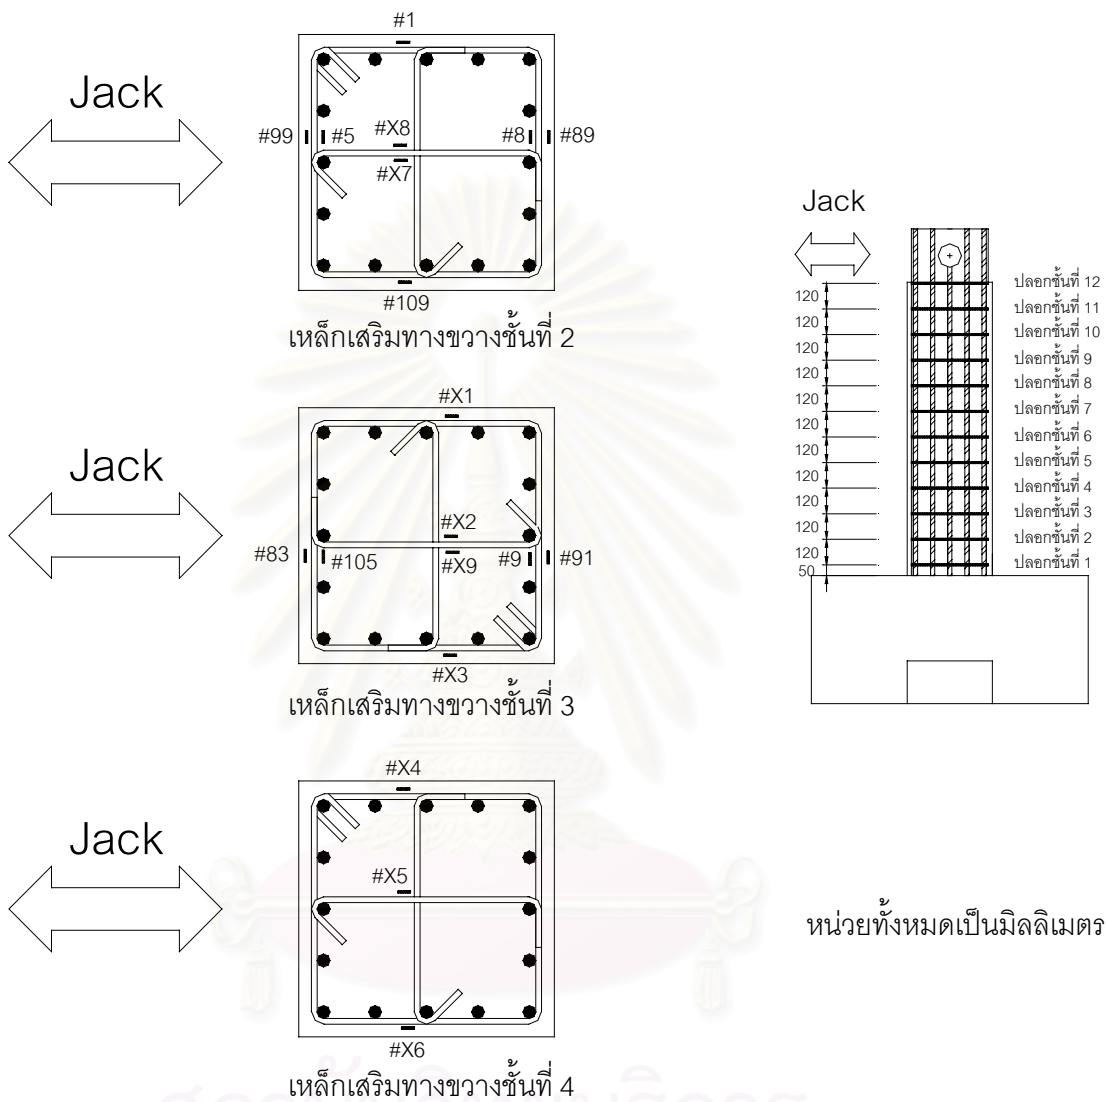 #1
Jack
#99
#5
#X8
#8
#89
#X7
#109
เหล็กเสริมทางขวางชั้นที่ 2
#X1
Jack
#X2
#83
#105
#X9
#9
#91
#X3
เหล็กเสริมทางขวางชั้นที่ 3
#X4
Jack
#X5
#X6
เหล็กเสริมทางขวางชั้นที่ 4
Jack
ปลอกชั้นที่ 12
120
ปลอกชั้นที่ 11
120
ปลอกชั้นที่ 10
120
ปลอกชั้นที่ 9
120
ปลอกชั้นที่ 8
120
ปลอกชั้นที่ 7
120
ปลอกชั้นที่ 6
120
ปลอกชั้นที่ 5
120
ปลอกชั้นที่ 4
120
ปลอกชั้นที่ 3
120
ปลอกชั้นที่ 2
120
ปลอกชั้นที่ 1
50
หน่วยทั้งหมดเป็นมิลลิเมตร